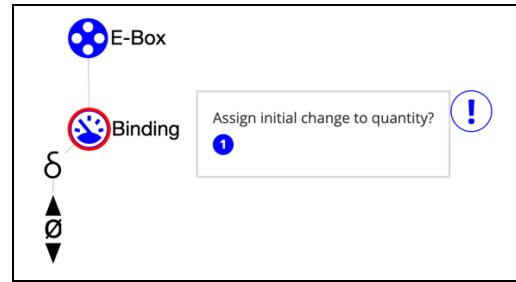 E-Box
Binding
Assign initial change to quantity?
1
!
δ
ø